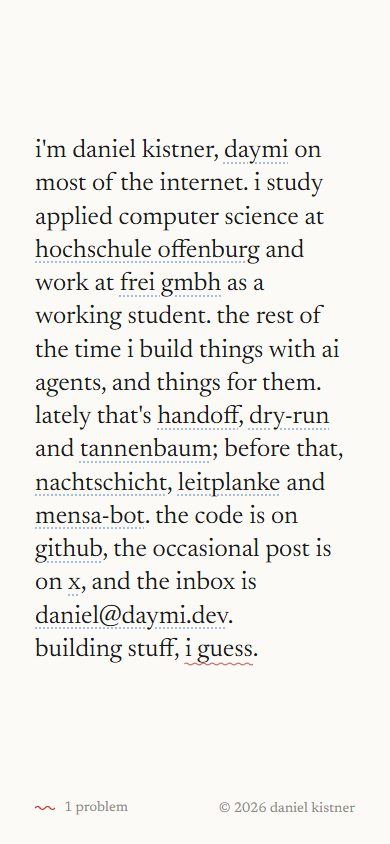 i'm daniel kistner, daymi on
most of the internet. i study
applied computer science at
hochschule offenburg and
work at frei gmbh as a
working student. the rest of
the time i build things with ai
agents, and things for them.
lately that's handoff, dry-run
and tannenbaum; before that,
nachtschicht, leitplanke and
mensa-bot. the code is on
github, the occasional post is
on x, and the inbox is
daniel@daymi.dev.
building stuff, i guess.
1 problem
© 2026 daniel kistner